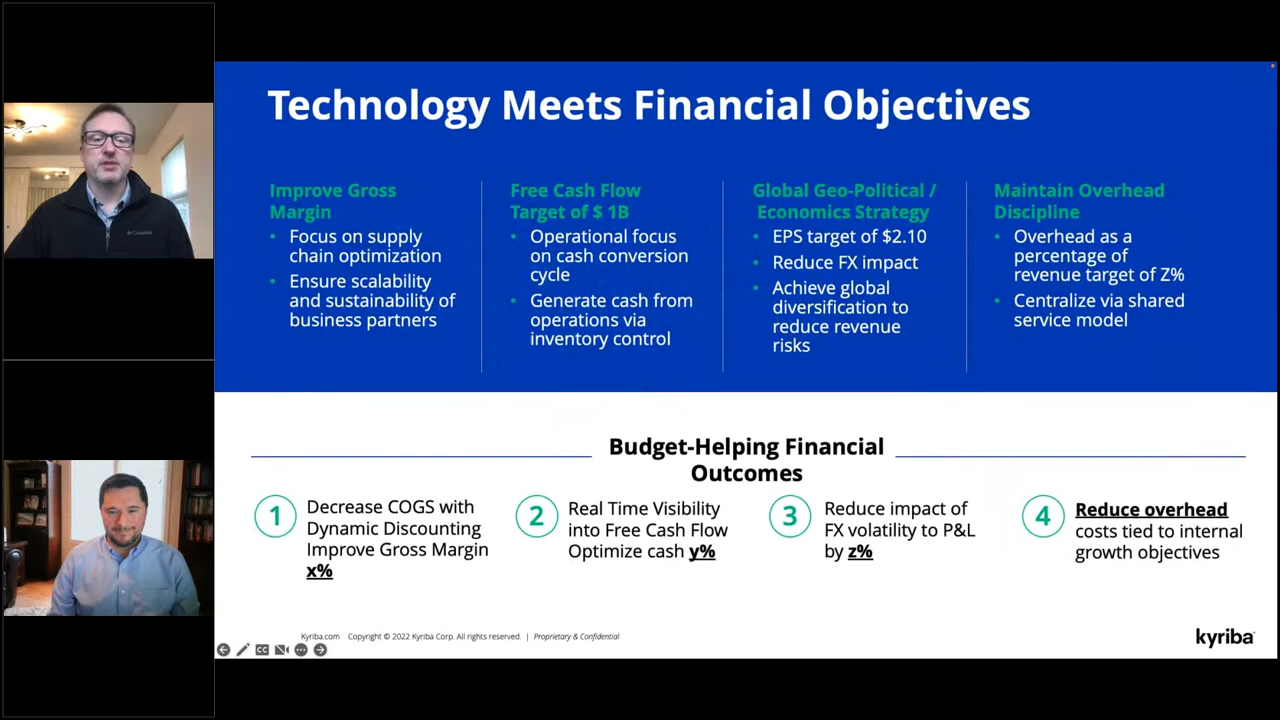 Technology Meets Financial Objectives
Improve Gross
Margin
• Focus on supply
chain optimization
• Ensure scalability
and sustainability of
business partners
Free Cash Flow
Target of $ 1B
• Operational focus
on cash conversion
cycle
• Generate cash from
operations via
inventory control
Global Geo-Political /
Economics Strategy
• EPS target of $2.10
• Reduce FX impact
• Achieve global
diversification to
reduce revenue
risks
Maintain Overhead
Discipline
• Overhead as a
percentage of
revenue target of Z%
• Centralize via shared
service model
Budget-Helping Financial
Outcomes
1
Decrease COGS with
Dynamic Discounting
Improve Gross Margin
x%
2
Real Time Visibility
into Free Cash Flow
Optimize cash y%
3
Reduce impact of
FX volatility to P&L
by z%
4
Reduce overhead
costs tied to internal
growth objectives
Kyriba.com Copyright © 2022 Kyriba Corp. All rights reserved. | Proprietary & Confidential
kyriba
CC
Columbia